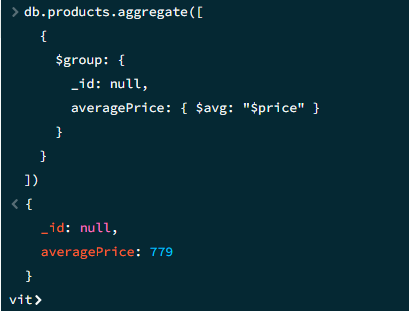 > db.products.aggregate([
{
$group: {
_id: null,
averagePrice: { $avg: "$price" }
}
}
])
< {
_id: null,
averagePrice: 779
}
vit>